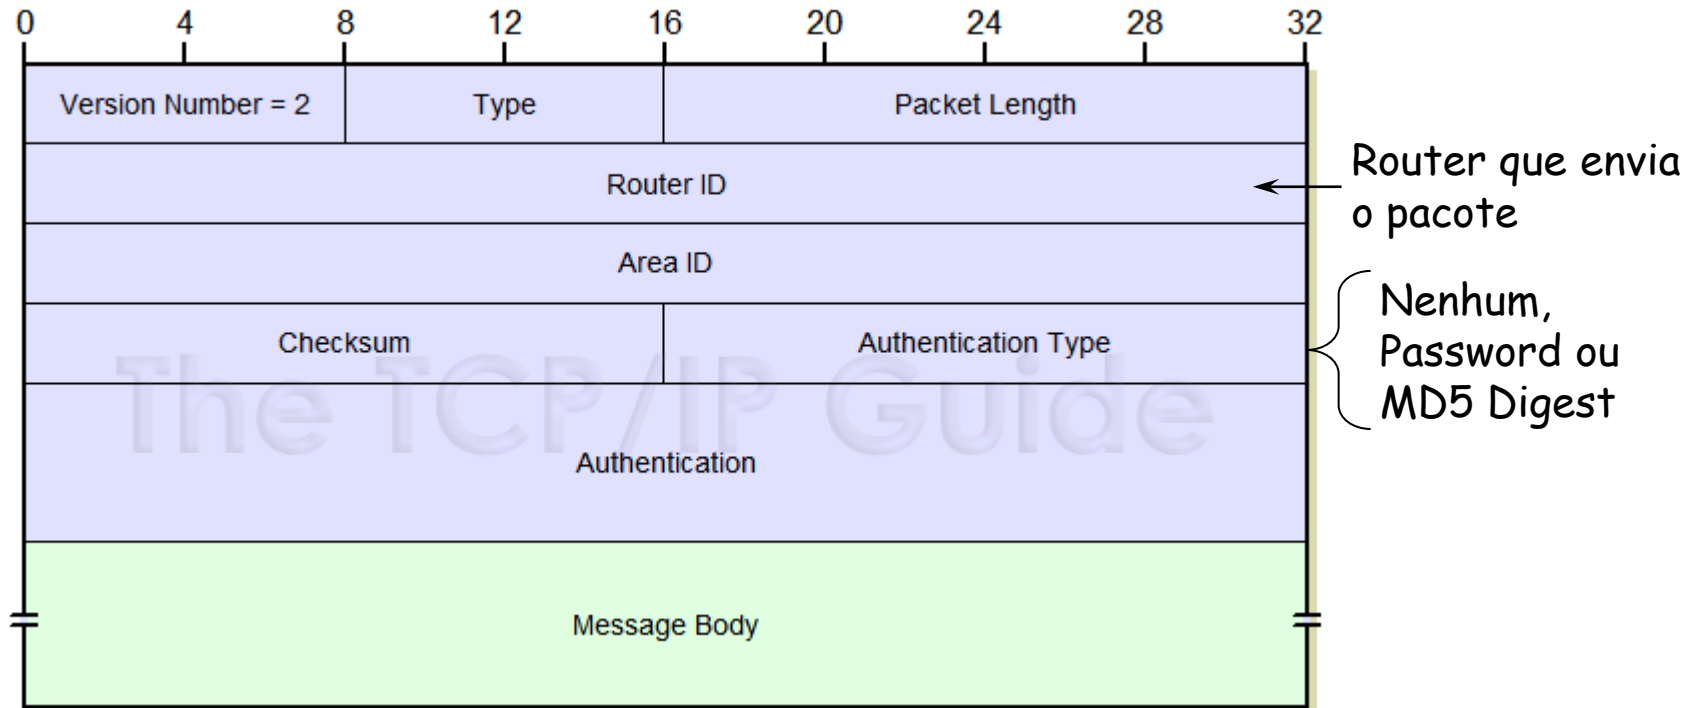 0 4 8 12 16 20 24 28 32
Version Number = 2 Type Packet Length
Router ID
Router que envia
o pacote
Area ID
Checksum Authentication Type
Nenhum,
Password ou
MD5 Digest
The TCP/IP Guide
Authentication
Message Body